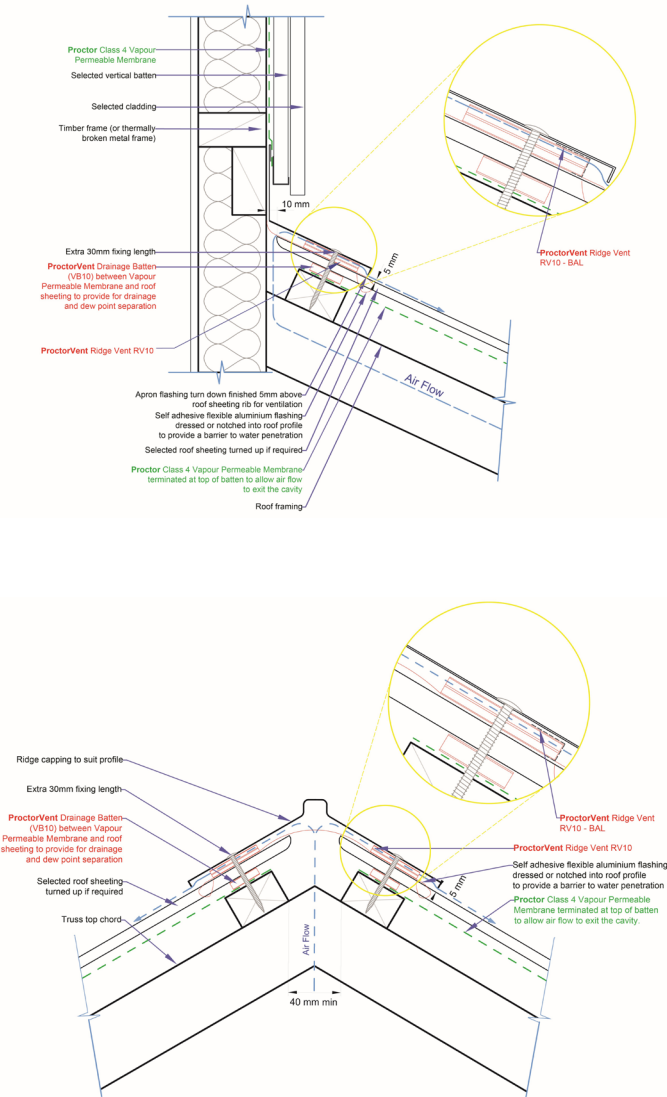 Proctor Class 4 Vapour
Permeable Membrane
Selected vertical batten
Selected cladding
Timber frame (or thermally
broken metal frame)
10 mm
Extra 30mm fixing length
ProctorVent Drainage Batten
(VB10) between Vapour
Permeable Membrane and roof
sheeting to provide for drainage
and dew point separation
ProctorVent Ridge Vent RV10
5 mm
ProctorVent Ridge Vent
RV10 - BAL
Air Flow
Apron flashing turn down finished 5mm above
roof sheeting rib for ventilation
Self adhesive flexible aluminium flashing
dressed or notched into roof profile
to provide a barrier to water penetration
Selected roof sheeting turned up if required
Proctor Class 4 Vapour Permeable Membrane
terminated at top of batten to allow air flow
to exit the cavity
Roof framing
Ridge capping to suit profile
Extra 30mm fixing length
ProctorVent Drainage Batten
(VB10) between Vapour
Permeable Membrane and roof
sheeting to provide for drainage
and dew point separation
Selected roof sheeting
turned up if required
Truss top chord
Air Flow
40 mm min
ProctorVent Ridge Vent
RV10 - BAL
ProctorVent Ridge Vent RV10
Self adhesive flexible aluminium flashing
dressed or notched into roof profile
to provide a barrier to water penetration
5 mm
Proctor Class 4 Vapour Permeable
Membrane terminated at top of batten
to allow air flow to exit the cavity.